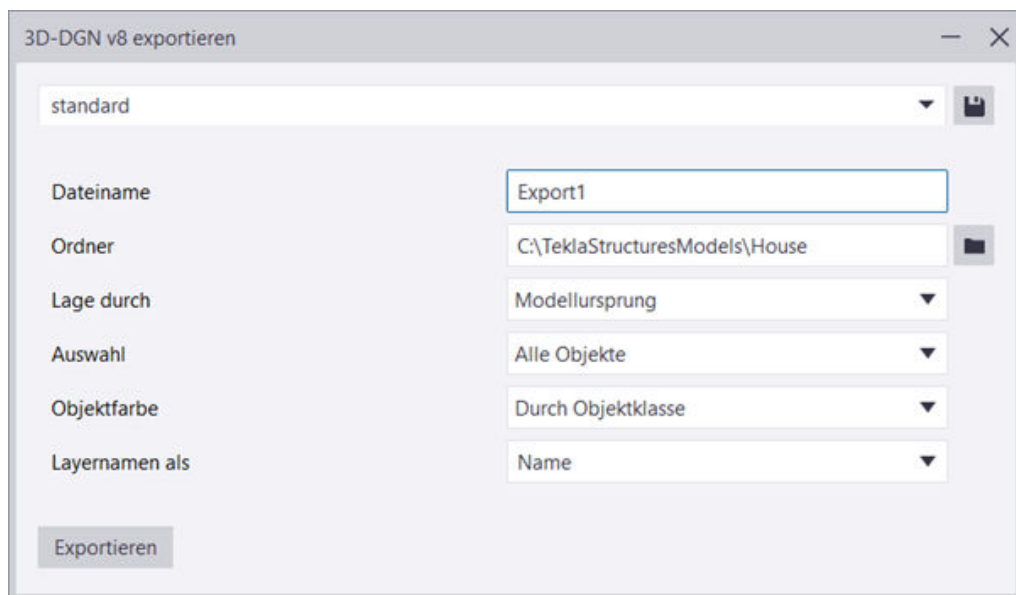 3D-DGN v8 exportieren
standard
Dateiname Export1
Ordner C:\TeklaStructuresModels\House
Lage durch Modellursprung
Auswahl Alle Objekte
Objektfarbe Durch Objektklasse
Layernamen als Name
Exportieren